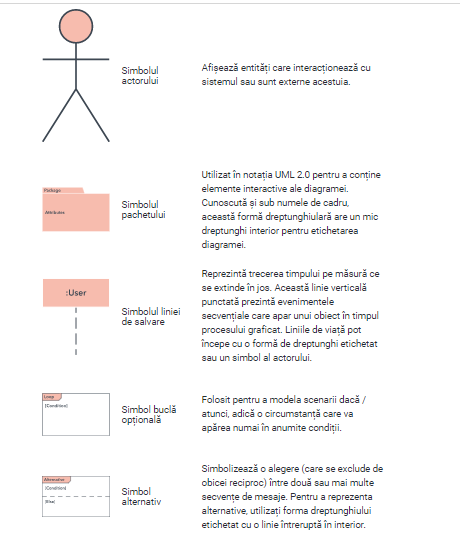 Simbolul
actorului
Afișează entități care interacționează cu
sistemul sau sunt externe acestuia.
Package
Attributes
Simbolul
pachetului
Utilizat în notația UML 2.0 pentru a conține
elemente interactive ale diagramei.
Cunoscută și sub numele de cadru,
această formă dreptunghiulară are un mic
dreptunghi interior pentru etichetarea
diagramei.
:User
Simbolul liniei
de salvare
Reprezintă trecerea timpului pe măsură ce
se extinde în jos. Această linie verticală
punctată prezintă evenimentele
secvențiale care apar unui obiect în timpul
procesului graficat. Liniile de viață pot
începe cu o formă de dreptunghi etichetat
sau un simbol al actorului.
Loop
[Condition]
Simbol buclă
opțională
Folosit pentru a modela scenarii dacă /
atunci, adică o circumstanță care va
apărea numai în anumite condiții.
Alternative
[Condition]
[Else]
Simbol
alternativ
Simbolizează o alegere (care se exclude de
obicei reciproc) între două sau mai multe
secvențe de mesaje. Pentru a reprezenta
alternative, utilizați forma dreptunghiului
etichetat cu o linie întreruptă în interior.